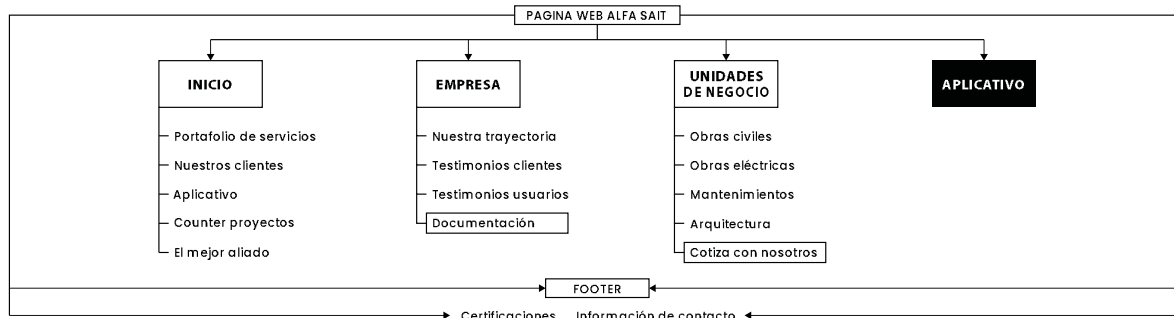 PAGINA WEB ALFA SAIT
INICIO
Portafolio de servicios
Nuestros clientes
Aplicativo
Counter proyectos
El mejor aliado
EMPRESA
Nuestra trayectoria
Testimonios clientes
Testimonios usuarios
Documentación
UNIDADES
DE NEGOCIO
Obras civiles
Obras eléctricas
Mantenimientos
Arquitectura
Cotiza con nosotros
APLICATIVO
FOOTER
Certificaciones Información de contacto